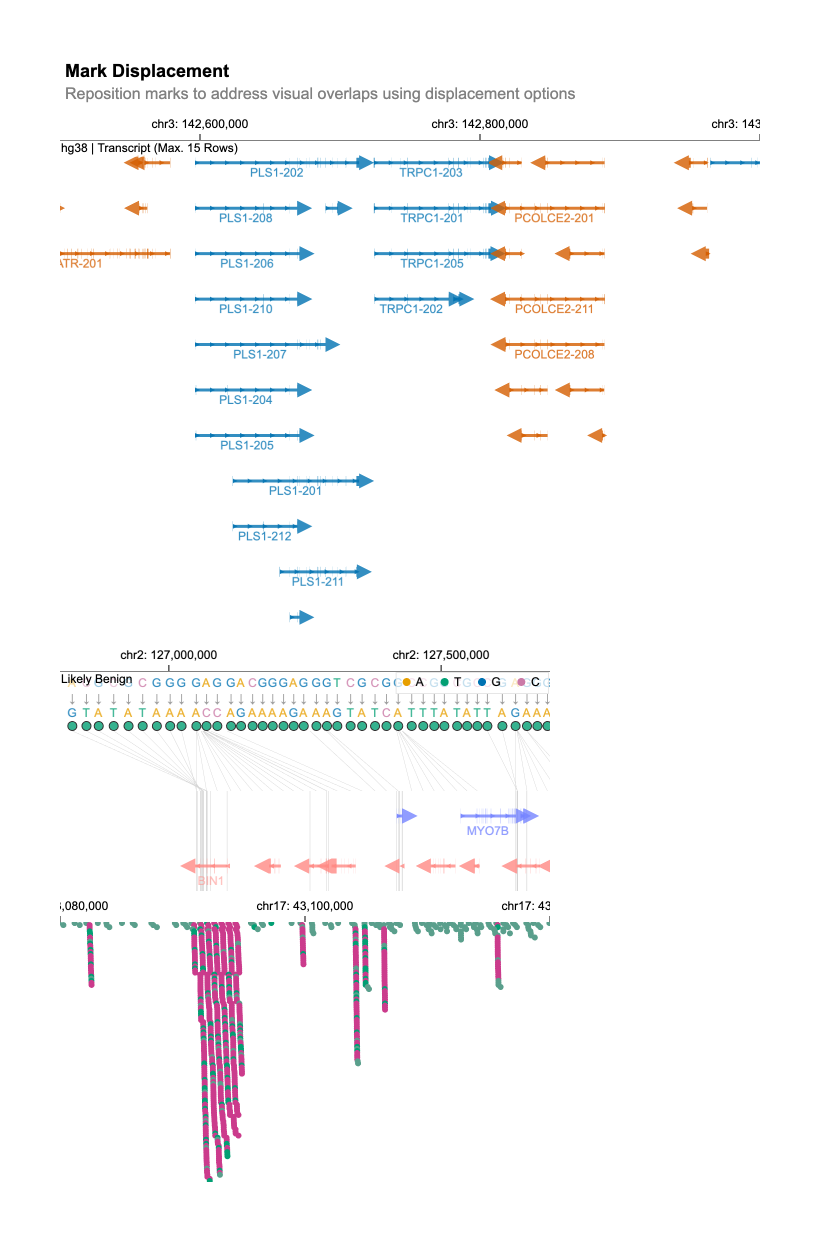 Mark Displacement
Reposition marks to address visual overlaps using displacement options
chr3: 142,600,000 chr3: 142,800,000 chr3: 143
hg38 | Transcript (Max. 15 Rows)
PLS1-202 TRPC1-203
PLS1-208 TRPC1-201 PCOLCE2-201
ATR-201 PLS1-206 TRPC1-205
PLS1-210 TRPC1-202 PCOLCE2-211
PLS1-207 PCOLCE2-208
PLS1-204
PLS1-205
PLS1-201
PLS1-212
PLS1-211
chr2: 127,000,000 chr2: 127,500,000
Likely Benign
C G G G G A G G A C G G G A G G G T C G C G G A T G C
G T A T A T A A A A C C A G A A A A G A A A G T A T C A T T T A T A T T A G A A A
MYO7B
BIN1
,080,000 chr17: 43,100,000 chr17: 43